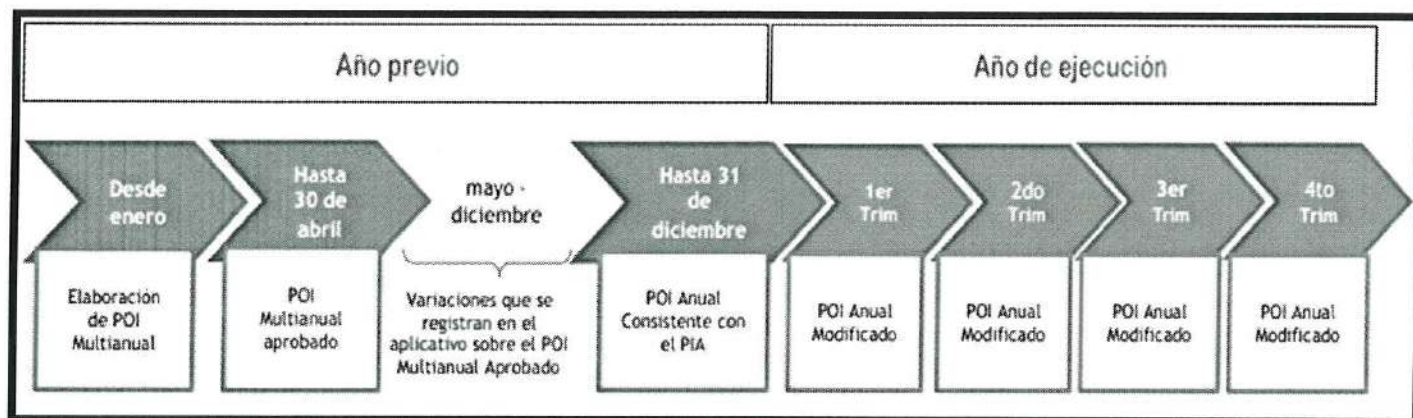 Año previo
Año de ejecución
Desde
enero
Hasta
30 de
abril
mayo -
diciembre
Hasta 31
de
diciembre
1er
Trim
2do
Trim
3er
Trim
4to
Trim
Elaboración
de POI
Multianual
POI
Multianual
aprobado
Variaciones que se
registran en el
aplicativo sobre el POI
Multianual Aprobado
POI Anual
Consistente con
el PIA
POI Anual
Modificado
POI Anual
Modificado
POI Anual
Modificado
POI Anual
Modificado